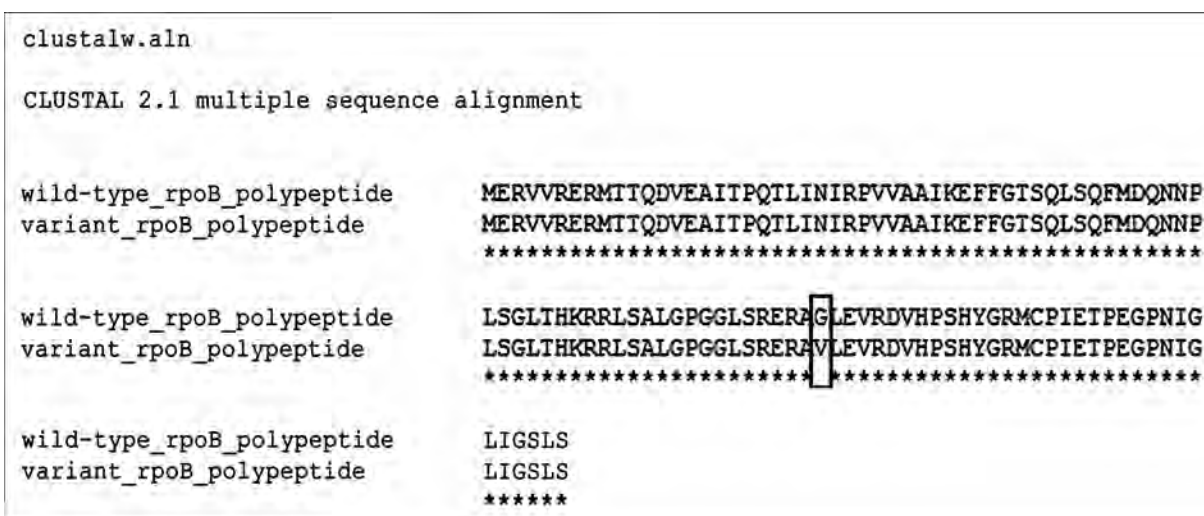 clustalw.aln
CLUSTAL 2.1 multiple sequence alignment
wild-type_rpoB_polypeptide MERVVRERMTTQDVEAITPQTLINIRPVVAAIKEFFGTSQLSQFMDQNNP
variant_rpoB_polypeptide MERVVRERMTTQDVEAITPQTLINIRPVVAAIKEFFGTSQLSQFMDQNNP
**************************************************
wild-type_rpoB_polypeptide LSGLTHKRRLSALGPGGLSRERAGLEVRDVHPSHYGRMCPIETPEGPNIG
variant_rpoB_polypeptide LSGLTHKRRLSALGPGGLSRERAVLEVRDVHPSHYGRMCPIETPEGPNIG
*********************** **************************
wild-type_rpoB_polypeptide LIGSLS
variant_rpoB_polypeptide LIGSLS
******